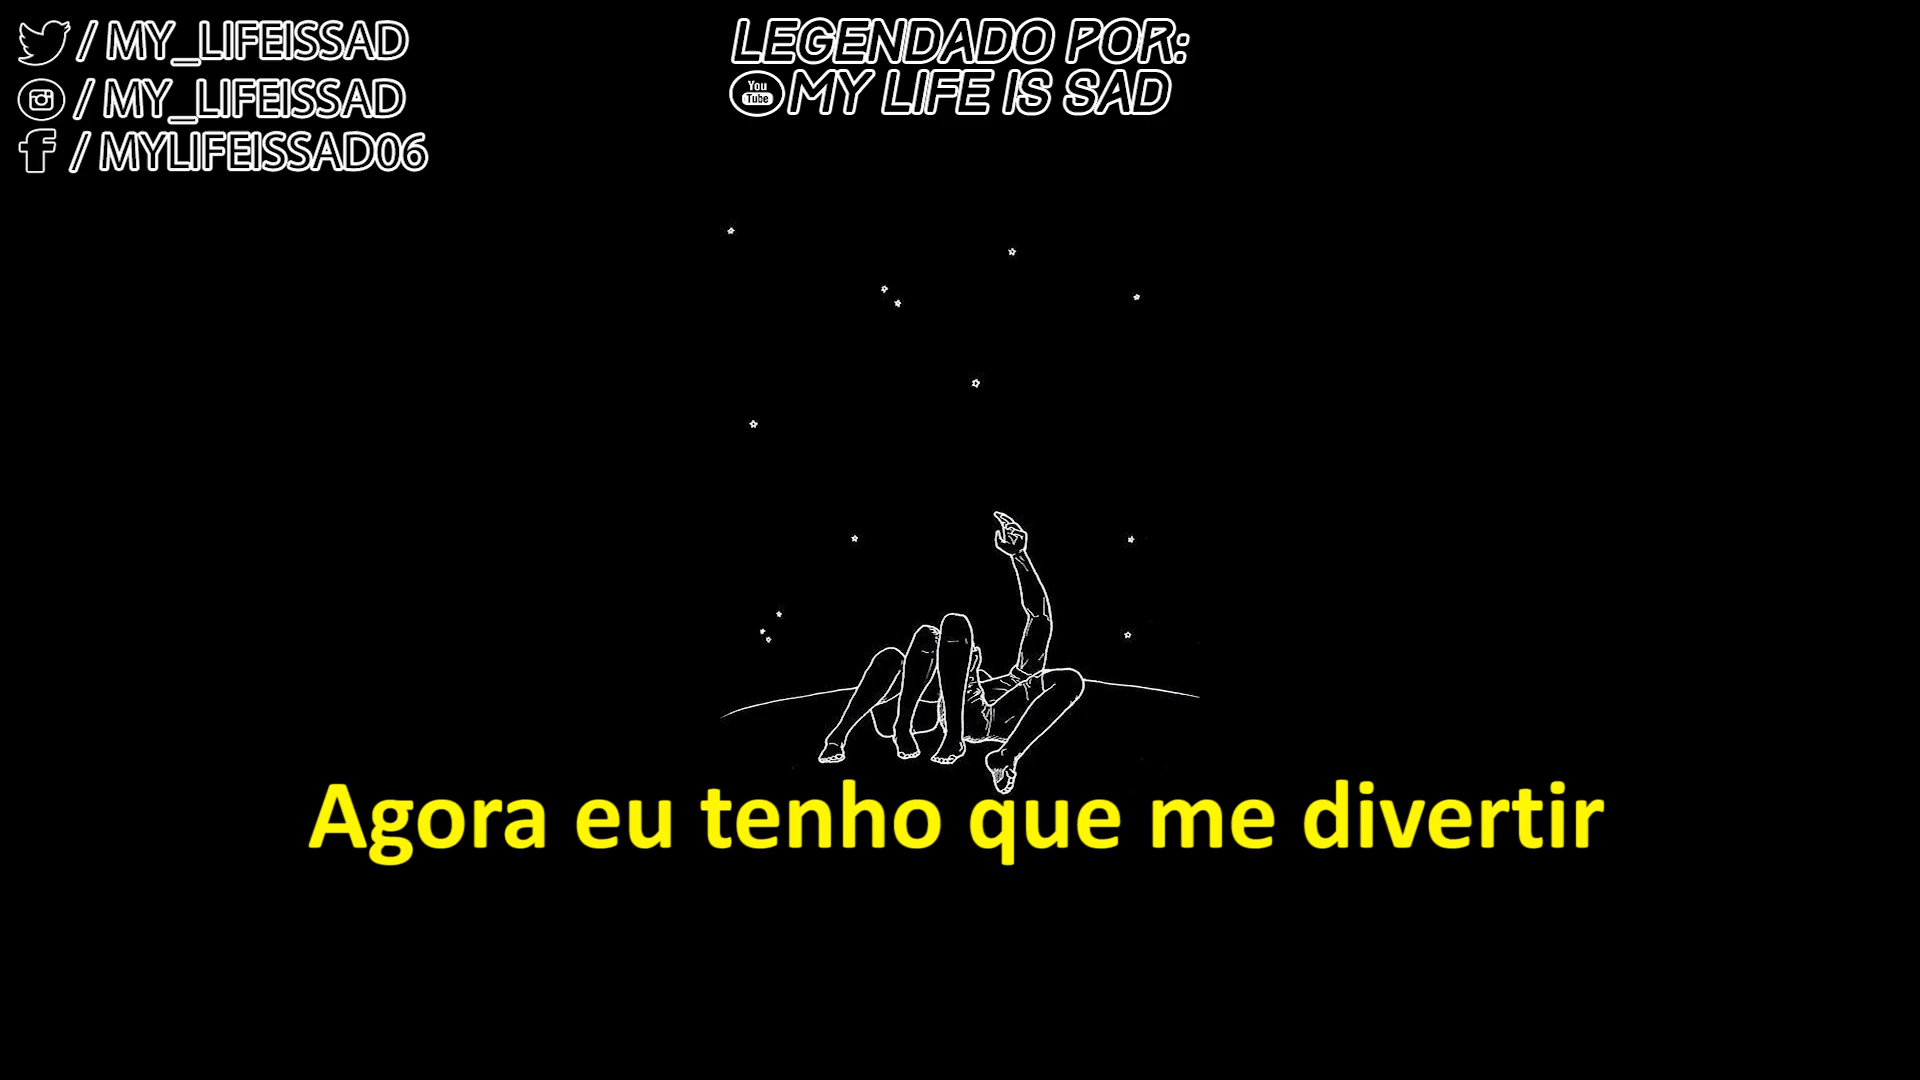 / MY_LIFEISSAD
/ MY_LIFEISSAD
f / MYLIFEISSAD06
LEGENDADO POR:
You Tube MY LIFE IS SAD
Agora eu tenho que me divertir